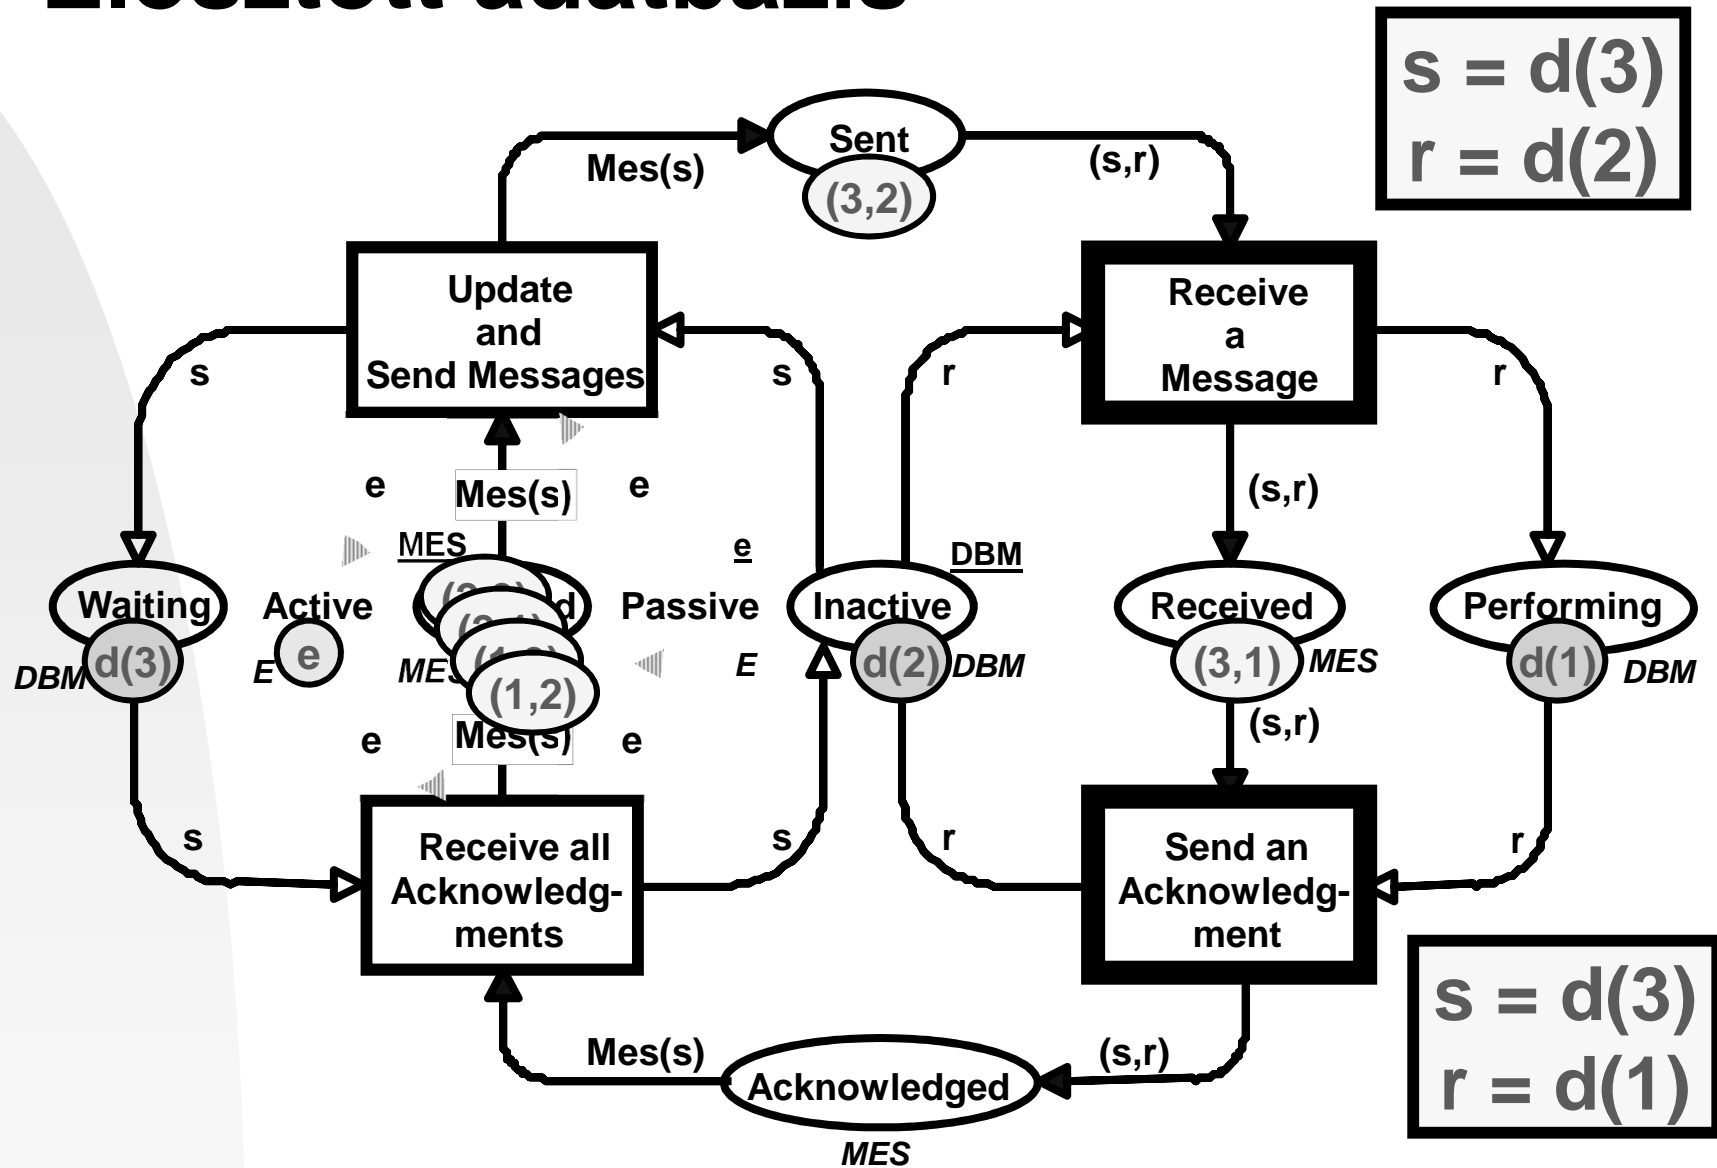 s = d(3)
r = d(2)
Sent
(3,2)
Mes(s)
(s,r)
Update
and
Send Messages
Receive
a
Message
s
s
r
r
e
Mes(s)
e
(s,r)
MES
e
DBM
Waiting
Active
Passive
Inactive
Received
Performing
d(3)
e
d(2)
(3,1)
d(1)
DBM
E
E
DBM
MES
DBM
(1,2)
e
Mes(s)
e
(s,r)
s
s
r
r
Receive all
Acknowledg-
ments
Send an
Acknowledg-
ment
s = d(3)
r = d(1)
Mes(s)
(s,r)
Acknowledged
MES